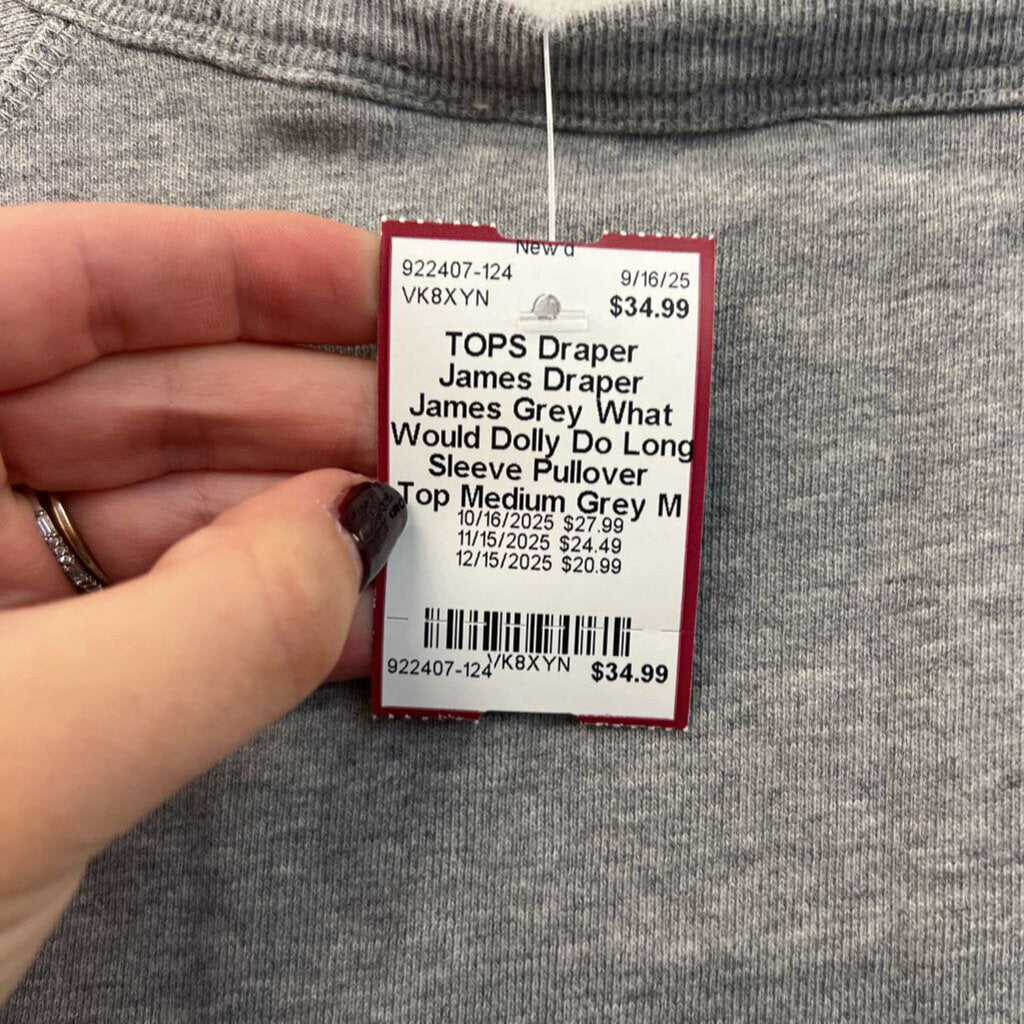 New d
922407-124 9/16/25
VK8XYN $34.99
TOPS Draper
James Draper
James Grey What
Would Dolly Do Long
Sleeve Pullover
Top Medium Grey M
10/16/2025 $27.99
11/15/2025 $24.49
12/15/2025 $20.99
922407-124 VK8XYN $34.99